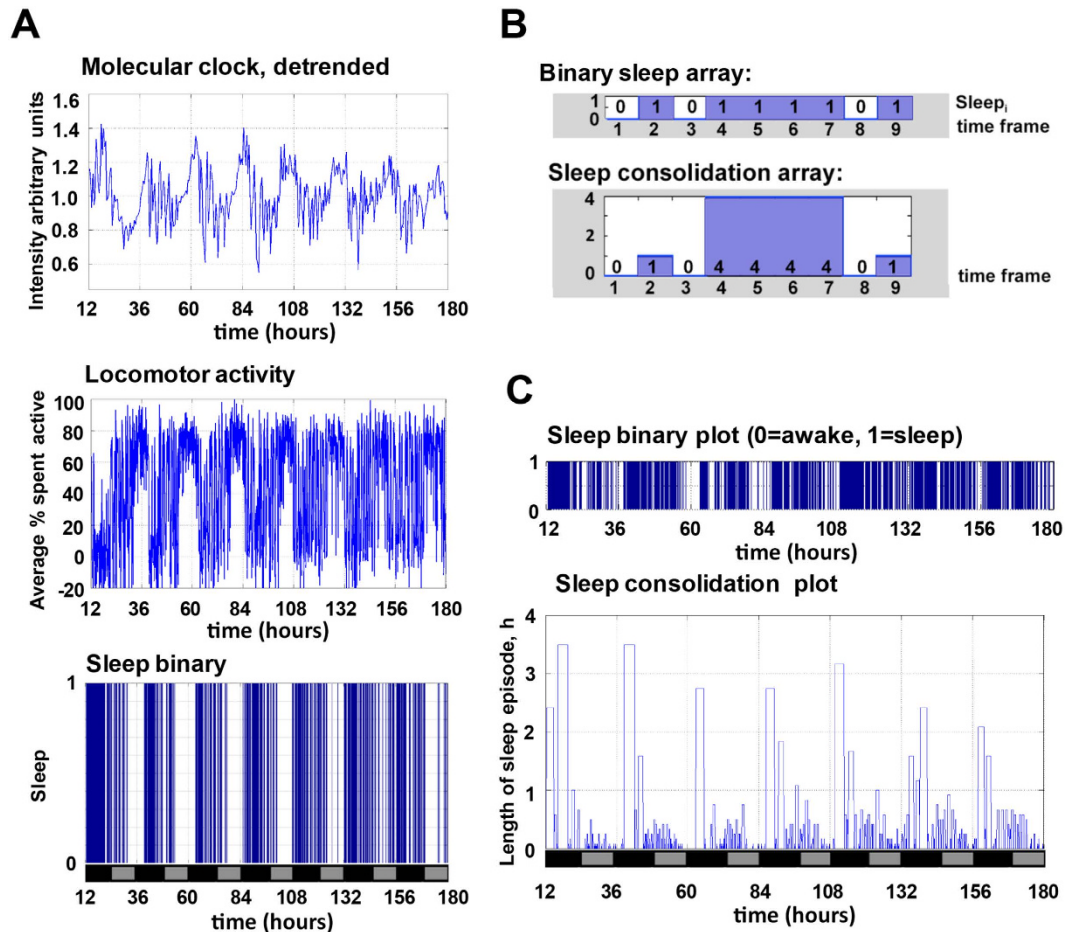 A
Molecular clock, detrended
Intensity arbitrary units
1.6
1.4
1.2
1.0
0.8
0.6
12 36 60 84 108 132 156 180
time (hours)
Locomotor activity
Average % spent active
100
80
60
40
20
0
-20
12 36 60 84 108 132 156 180
time (hours)
Sleep binary
Sleep
1
0
12 36 60 84 108 132 156 180
time (hours)
B
Binary sleep array:
1
0
0 1 0 1 1 1 1 0 1
Sleepi
1 2 3 4 5 6 7 8 9
time frame
Sleep consolidation array:
4
2
0
0 1 0 4 4 4 4 0 1
1 2 3 4 5 6 7 8 9
time frame
C
Sleep binary plot (0=awake, 1=sleep)
1
0
12 36 60 84 108 132 156 180
time (hours)
Sleep consolidation plot
Length of sleep episode, h
4
3
2
1
0
12 36 60 84 108 132 156 180
time (hours)